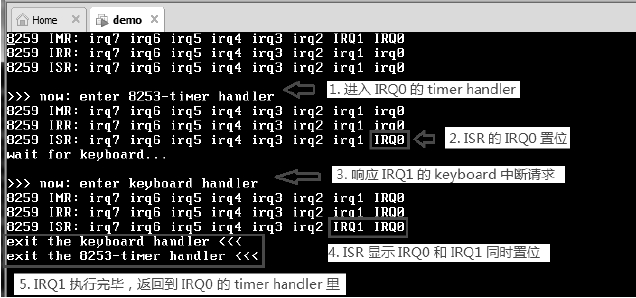 Home
demo
8259 IMR: irq7 irq6 irq5 irq4 irq3 irq2 IRQ1 IRQ0
8259 IRR: irq7 irq6 irq5 irq4 irq3 irq2 irq1 irq0
8259 ISR: irq7 irq6 irq5 irq4 irq3 irq2 irq1 irq0
>>> now: enter 8253-timer handler
1. 进入 IRQ0 的 timer handler
8259 IMR: irq7 irq6 irq5 irq4 irq3 irq2 irq1 irq0
8259 IRR: irq7 irq6 irq5 irq4 irq3 irq2 irq1 irq0
8259 ISR: irq7 irq6 irq5 irq4 irq3 irq2 irq1 IRQ0
2. ISR 的 IRQ0 置位
wait for keyboard...
>>> now: enter keyboard handler
3. 响应 IRQ1 的 keyboard 中断请求
8259 IMR: irq7 irq6 irq5 irq4 irq3 irq2 irq1 irq0
8259 IRR: irq7 irq6 irq5 irq4 irq3 irq2 irq1 irq0
8259 ISR: irq7 irq6 irq5 irq4 irq3 irq2 IRQ1 IRQ0
exit the keyboard handler <<<
exit the 8253-timer handler <<<
4. ISR 显示 IRQ0 和 IRQ1 同时置位
5. IRQ1 执行完毕，返回到 IRQ0 的 timer handler 里